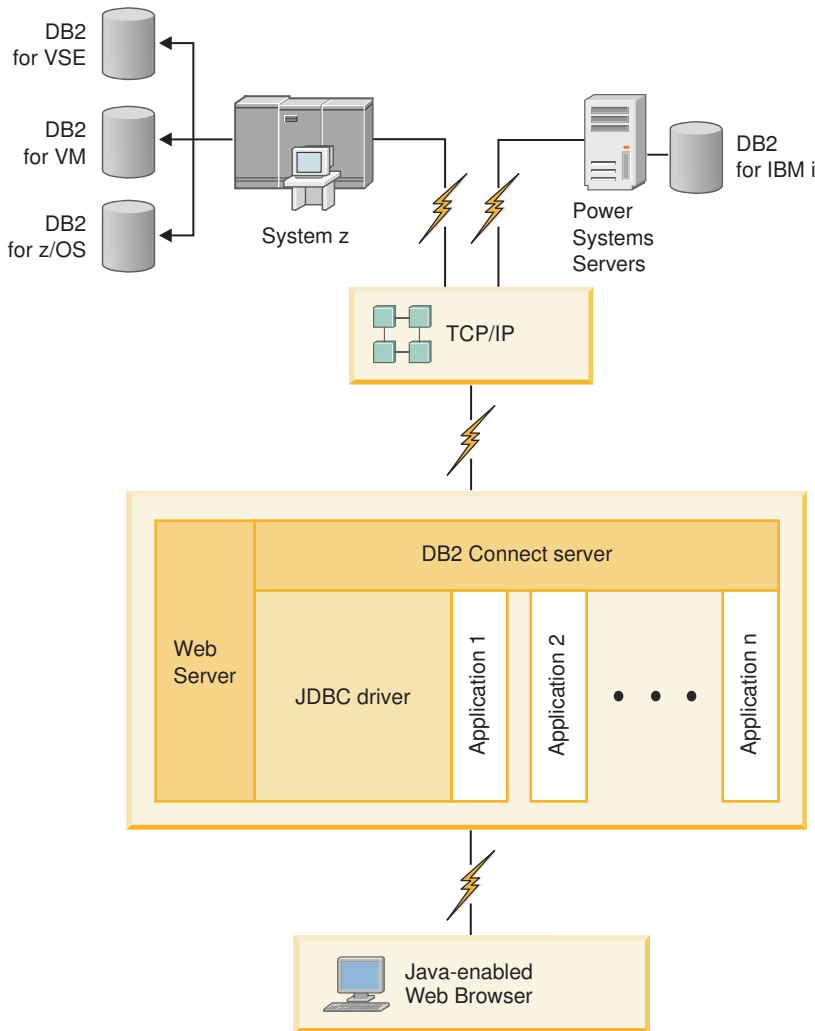 DB2
for VSE
DB2
for VM
DB2
for z/OS
System z
DB2
for IBM i
Power
Systems
Servers
TCP/IP
DB2 Connect server
Web
Server
JDBC driver
Application 1
Application 2
Application n
Java-enabled
Web Browser